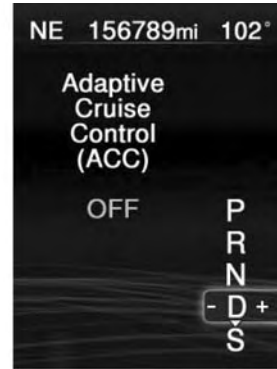 NE 156789mi 102°
Adaptive
Cruise
Control
(ACC)
OFF
P
R
N
- D +
S